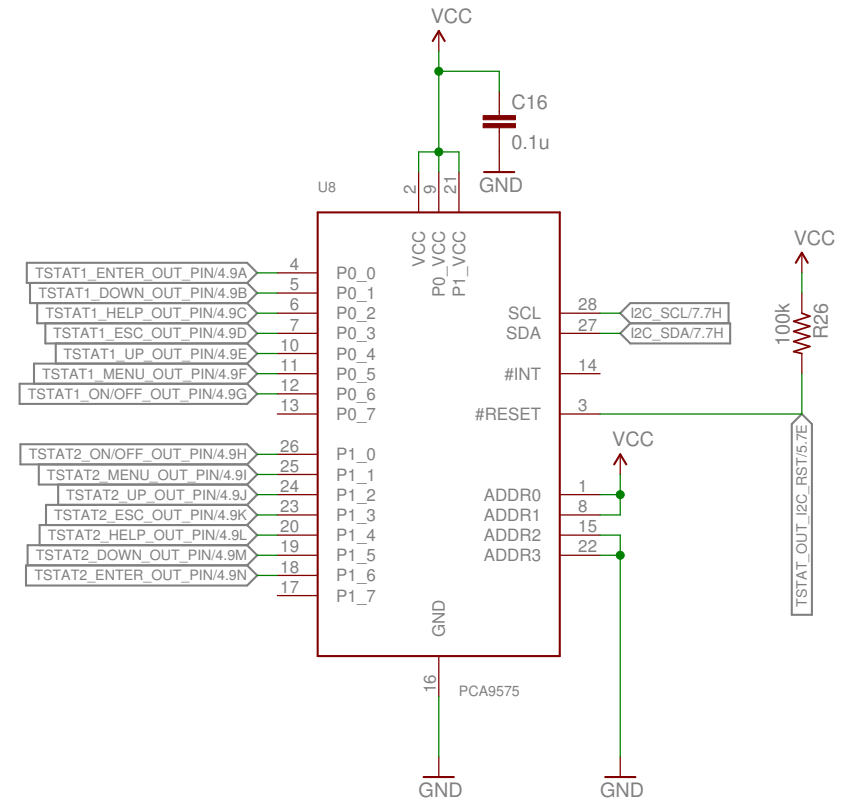 VCC
C16
0.1u
GND
U8
2
9
21
VCC
P0_VCC
P1_VCC
TSTAT1_ENTER_OUT_PIN/4.9A 4 P0_0
TSTAT1_DOWN_OUT_PIN/4.9B 5 P0_1
TSTAT1_HELP_OUT_PIN/4.9C 6 P0_2
TSTAT1_ESC_OUT_PIN/4.9D 7 P0_3
TSTAT1_UP_OUT_PIN/4.9E 10 P0_4
TSTAT1_MENU_OUT_PIN/4.9F 11 P0_5
TSTAT1_ON/OFF_OUT_PIN/4.9G 12 P0_6
13 P0_7
TSTAT2_ON/OFF_OUT_PIN/4.9H 26 P1_0
TSTAT2_MENU_OUT_PIN/4.9I 25 P1_1
TSTAT2_UP_OUT_PIN/4.9J 24 P1_2
TSTAT2_ESC_OUT_PIN/4.9K 23 P1_3
TSTAT2_HELP_OUT_PIN/4.9L 20 P1_4
TSTAT2_DOWN_OUT_PIN/4.9M 19 P1_5
TSTAT2_ENTER_OUT_PIN/4.9N 18 P1_6
17 P1_7
SCL 28 I2C_SCL/7.7H
SDA 27 I2C_SDA/7.7H
#INT 14
#RESET 3
VCC
100k
R26
TSTAT_OUT_I2C_RST/5.7E
VCC
ADDR0 1
ADDR1 8
ADDR2 15
ADDR3 22
GND
16
PCA9575
GND
GND